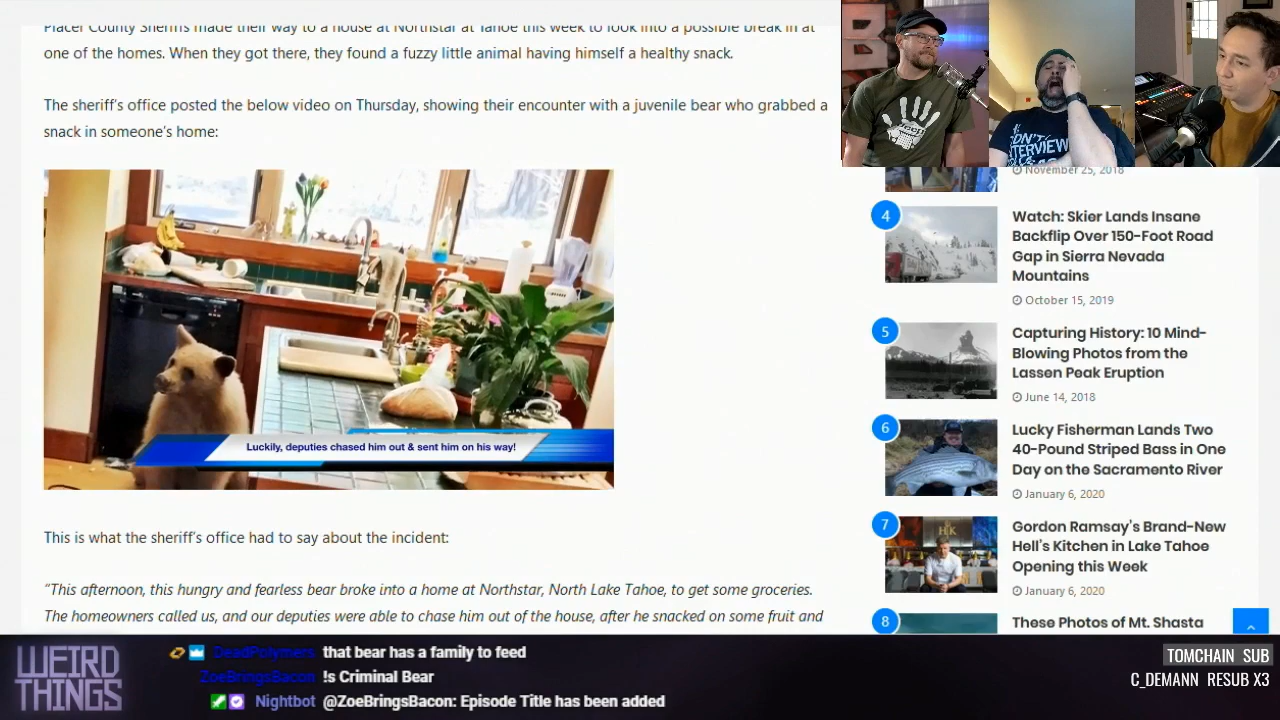 Placer County Sheriffs made their way to a house at Northstar at Tahoe this week to look into a possible break in at
one of the homes. When they got there, they found a fuzzy little animal having himself a healthy snack.
The sheriff's office posted the below video on Thursday, showing their encounter with a juvenile bear who grabbed a
snack in someone's home:
Luckily, deputies chased him out & sent him on his way!
This is what the sheriff's office had to say about the incident:
"This afternoon, this hungry and fearless bear broke into a home at Northstar, North Lake Tahoe, to get some groceries.
The homeowners called us, and our deputies were able to chase him out of the house, after he snacked on some fruit and
November 25, 2018
4
Watch: Skier Lands Insane
Backflip Over 150-Foot Road
Gap in Sierra Nevada
Mountains
October 15, 2019
5
Capturing History: 10 Mind-
Blowing Photos from the
Lassen Peak Eruption
June 14, 2018
6
Lucky Fisherman Lands Two
40-Pound Striped Bass in One
Day on the Sacramento River
January 6, 2020
7
HK
Gordon Ramsay's Brand-New
Hell's Kitchen in Lake Tahoe
Opening this Week
January 6, 2020
8
These Photos of Mt. Shasta
WEIRD
THINGS
DeadPolymers that bear has a family to feed
ZoeBringsBacon !s Criminal Bear
Nightbot @ZoeBringsBacon: Episode Title has been added
TOMCHAIN SUB
C_DEMANN RESUB X3